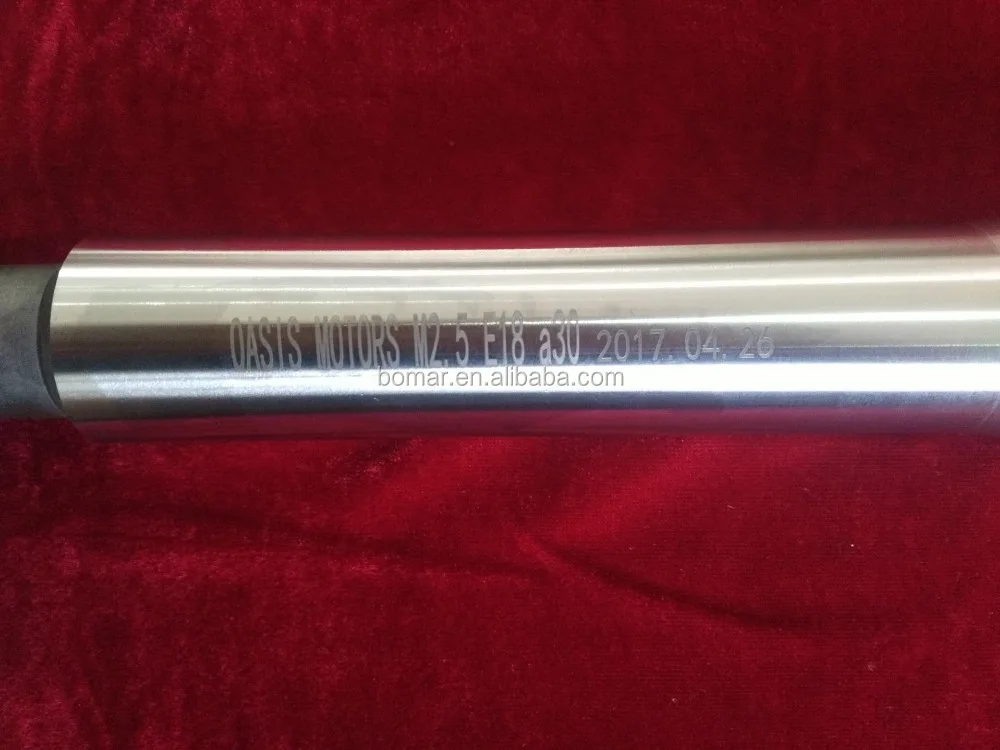 OASIS MOTORS M2.5 E18 a30 2017.04.26
bomar.en.alibaba.com